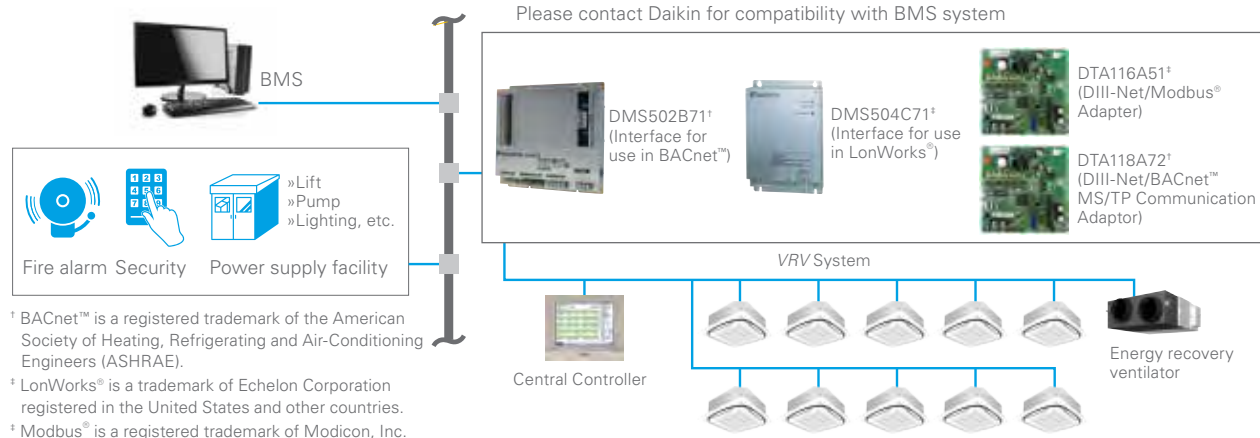 Please contact Daikin for compatibility with BMS system
BMS
DMS502B71†
(Interface for
use in BACnet™)
DMS504C71‡
(Interface for use
in LonWorks®)
DTA116A51‡
(DIII-Net/Modbus®
Adapter)
DTA118A72†
(DIII-Net/BACnet™
MS/TP Communication
Adaptor)
»Lift
»Pump
»Lighting, etc.
Fire alarm
Security
Power supply facility
VRV System
Central Controller
Energy recovery
ventilator
† BACnet™ is a registered trademark of the American
Society of Heating, Refrigerating and Air-Conditioning
Engineers (ASHRAE).
‡ LonWorks® is a trademark of Echelon Corporation
registered in the United States and other countries.
‡ Modbus® is a registered trademark of Modicon, Inc.